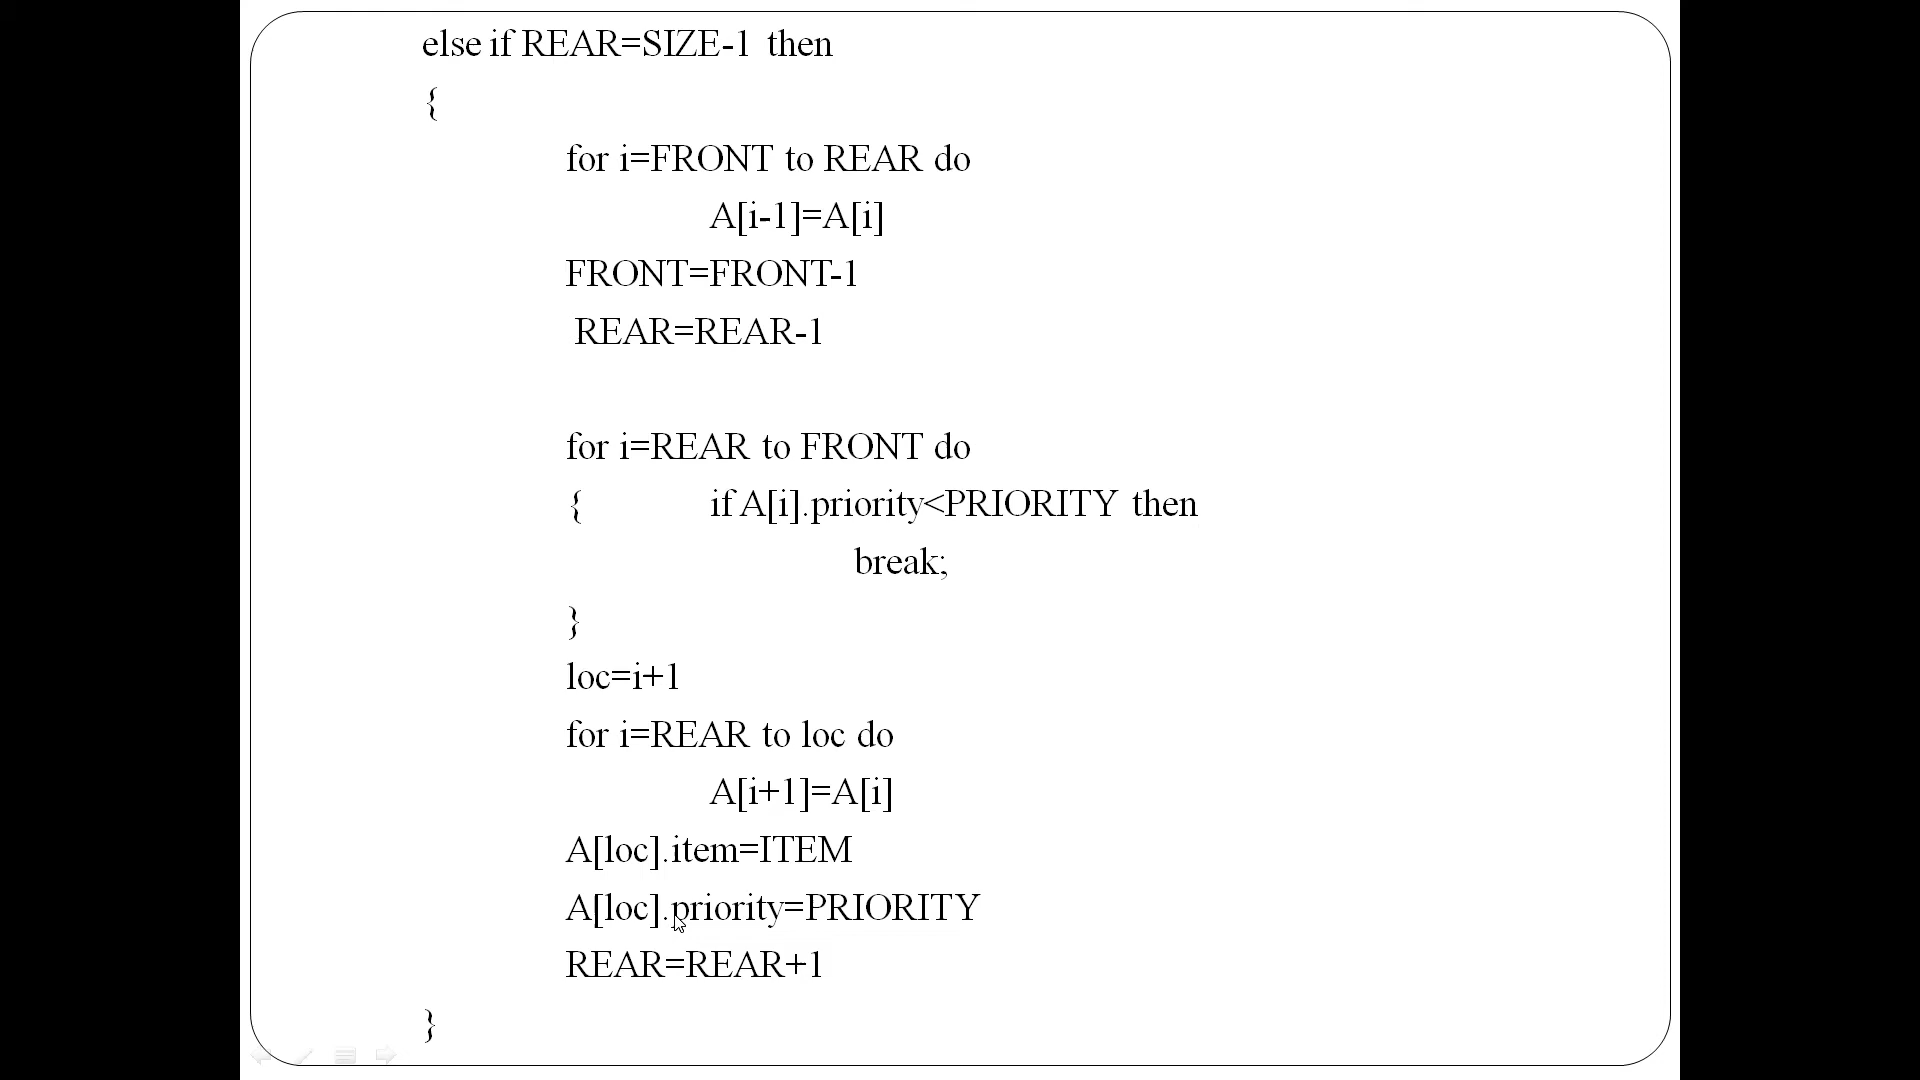 else if REAR=SIZE-1 then
{
for i=FRONT to REAR do
A[i-1]=A[i]
FRONT=FRONT-1
REAR=REAR-1
for i=REAR to FRONT do
{ if A[i].priority<PRIORITY then
break;
}
loc=i+1
for i=REAR to loc do
A[i+1]=A[i]
A[loc].item=ITEM
A[loc].priority=PRIORITY
REAR=REAR+1
}